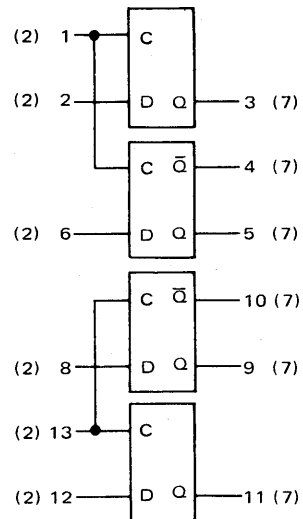 (2) 1 C
(2) 2 D Q 3 (7)
C Q̅ 4 (7)
(2) 6 D Q 5 (7)
C Q̅ 10 (7)
(2) 8 D Q 9 (7)
(2) 13 C
(2) 12 D Q 11 (7)